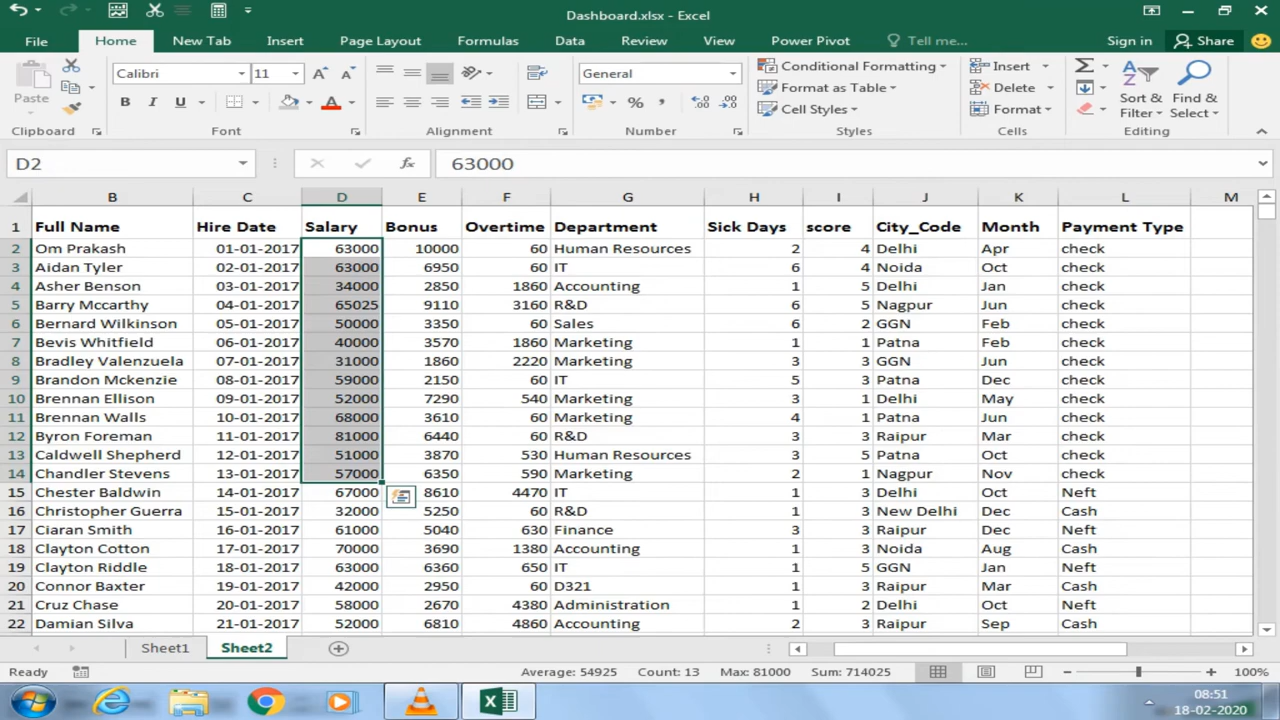 Dashboard.xlsx - Excel
File Home New Tab Insert Page Layout Formulas Data Review View Power Pivot Tell me... Sign in Share
Calibri 11 General Conditional Formatting Insert
Paste B I U % , Format as Table Delete Sort & Find &
Cell Styles Format Filter Select
Clipboard Font Alignment Number Styles Cells Editing
D2 fx 63000
B C D E F G H I J K L M
1 Full Name Hire Date Salary Bonus Overtime Department Sick Days score City_Code Month Payment Type
2 Om Prakash 01-01-2017 63000 10000 60 Human Resources 2 4 Delhi Apr check
3 Aidan Tyler 02-01-2017 63000 6950 60 IT 6 4 Noida Oct check
4 Asher Benson 03-01-2017 34000 2850 1860 Accounting 1 5 Delhi Jan check
5 Barry Mccarthy 04-01-2017 65025 9110 3160 R&D 6 5 Nagpur Jun check
6 Bernard Wilkinson 05-01-2017 50000 3350 60 Sales 6 2 GGN Feb check
7 Bevis Whitfield 06-01-2017 40000 3570 1860 Marketing 1 1 Patna Feb check
8 Bradley Valenzuela 07-01-2017 31000 1860 2220 Marketing 3 3 GGN Jun check
9 Brandon Mckenzie 08-01-2017 59000 2150 60 IT 5 3 Patna Dec check
10 Brennan Ellison 09-01-2017 52000 7290 540 Marketing 3 1 Delhi May check
11 Brennan Walls 10-01-2017 68000 3610 60 Marketing 4 1 Patna Jun check
12 Byron Foreman 11-01-2017 81000 6440 60 R&D 3 3 Raipur Mar check
13 Caldwell Shepherd 12-01-2017 51000 3870 530 Human Resources 3 5 Patna Oct check
14 Chandler Stevens 13-01-2017 57000 6350 590 Marketing 2 1 Nagpur Nov check
15 Chester Baldwin 14-01-2017 67000 8610 4470 IT 1 3 Delhi Oct Neft
16 Christopher Guerra 15-01-2017 32000 5250 60 R&D 1 3 New Delhi Dec Cash
17 Ciaran Smith 16-01-2017 61000 5040 630 Finance 3 3 Raipur Dec Neft
18 Clayton Cotton 17-01-2017 70000 3690 1380 Accounting 1 3 Noida Aug Cash
19 Clayton Riddle 18-01-2017 63000 6360 650 IT 1 5 GGN Jan Neft
20 Connor Baxter 19-01-2017 42000 2950 60 D321 1 3 Raipur Mar Cash
21 Cruz Chase 20-01-2017 58000 2670 4380 Administration 1 2 Delhi Oct Neft
22 Damian Silva 21-01-2017 52000 6810 4860 Accounting 2 3 Raipur Sep Cash
Sheet1 Sheet2
Ready Average: 54925 Count: 13 Max: 81000 Sum: 714025 100%
08:51
18-02-2020